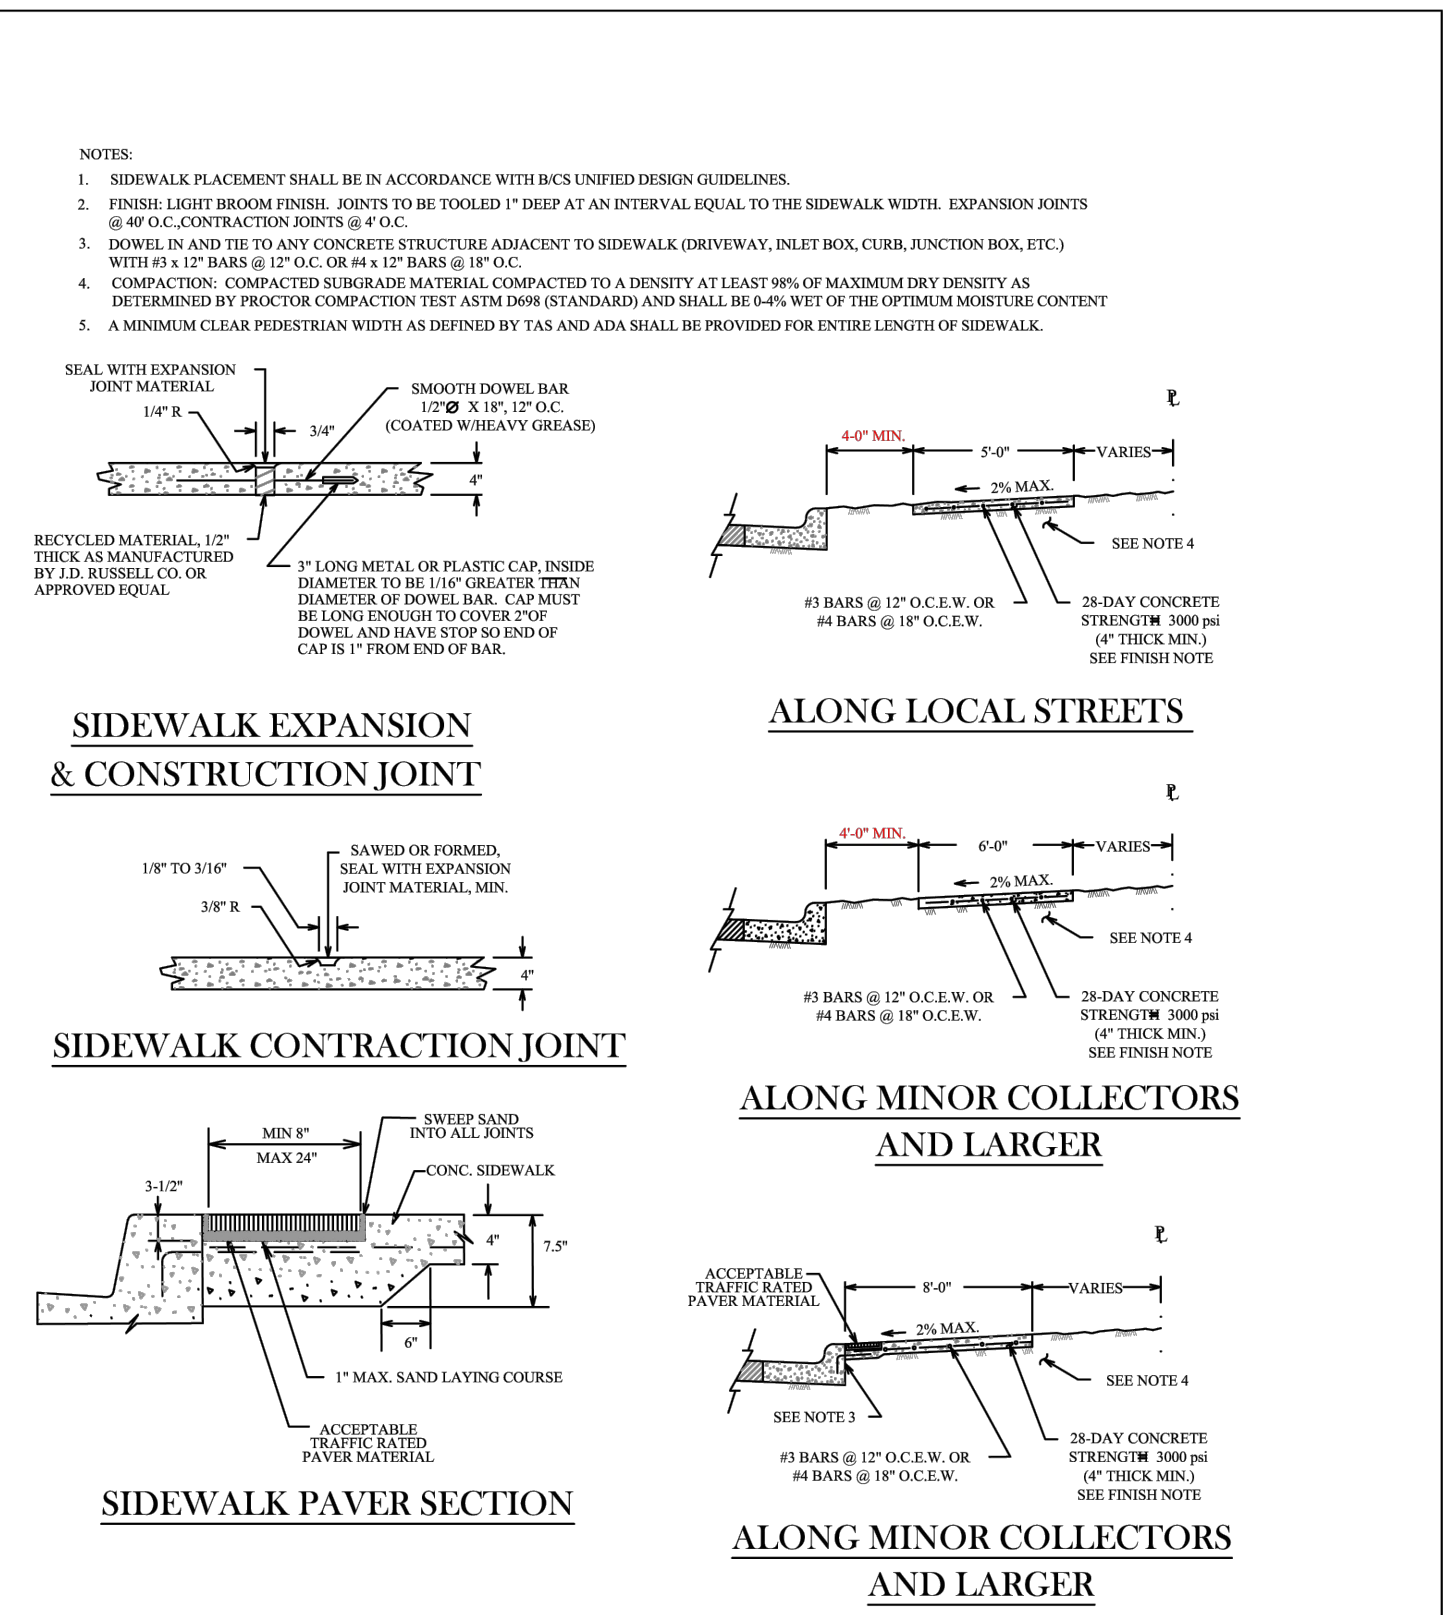 NOTES:
1. SIDEWALK PLACEMENT SHALL BE IN ACCORDANCE WITH B/CS UNIFIED DESIGN GUIDELINES.
2. FINISH: LIGHT BROOM FINISH. JOINTS TO BE TOOLED 1" DEEP AT AN INTERVAL EQUAL TO THE SIDEWALK WIDTH. EXPANSION JOINTS
@ 40' O.C.,CONTRACTION JOINTS @ 4' O.C.
3. DOWEL IN AND TIE TO ANY CONCRETE STRUCTURE ADJACENT TO SIDEWALK (DRIVEWAY, INLET BOX, CURB, JUNCTION BOX, ETC.)
WITH #3 x 12" BARS @ 12" O.C. OR #4 x 12" BARS @ 18" O.C.
4. COMPACTION: COMPACTED SUBGRADE MATERIAL COMPACTED TO A DENSITY AT LEAST 98% OF MAXIMUM DRY DENSITY AS
DETERMINED BY PROCTOR COMPACTION TEST ASTM D698 (STANDARD) AND SHALL BE 0-4% WET OF THE OPTIMUM MOISTURE CONTENT
5. A MINIMUM CLEAR PEDESTRIAN WIDTH AS DEFINED BY TAS AND ADA SHALL BE PROVIDED FOR ENTIRE LENGTH OF SIDEWALK.
SEAL WITH EXPANSION
JOINT MATERIAL
1/4" R
3/4"
SMOOTH DOWEL BAR
1/2"Ø X 18", 12" O.C.
(COATED W/HEAVY GREASE)
4"
RECYCLED MATERIAL, 1/2"
THICK AS MANUFACTURED
BY J.D. RUSSELL CO. OR
APPROVED EQUAL
3" LONG METAL OR PLASTIC CAP, INSIDE
DIAMETER TO BE 1/16" GREATER THAN
DIAMETER OF DOWEL BAR. CAP MUST
BE LONG ENOUGH TO COVER 2"OF
DOWEL AND HAVE STOP SO END OF
CAP IS 1" FROM END OF BAR.
SIDEWALK EXPANSION
& CONSTRUCTION JOINT
1/8" TO 3/16"
3/8" R
SAWED OR FORMED,
SEAL WITH EXPANSION
JOINT MATERIAL, MIN.
4"
SIDEWALK CONTRACTION JOINT
MIN 8"
MAX 24"
SWEEP SAND
INTO ALL JOINTS
CONC. SIDEWALK
3-1/2"
4"
7.5"
6"
1" MAX. SAND LAYING COURSE
ACCEPTABLE
TRAFFIC RATED
PAVER MATERIAL
SIDEWALK PAVER SECTION
PL
4-0" MIN.
5'-0"
VARIES
2% MAX.
SEE NOTE 4
#3 BARS @ 12" O.C.E.W. OR
#4 BARS @ 18" O.C.E.W.
28-DAY CONCRETE
STRENGTH 3000 psi
(4" THICK MIN.)
SEE FINISH NOTE
ALONG LOCAL STREETS
PL
4'-0" MIN.
6'-0"
VARIES
2% MAX.
SEE NOTE 4
#3 BARS @ 12" O.C.E.W. OR
#4 BARS @ 18" O.C.E.W.
28-DAY CONCRETE
STRENGTH 3000 psi
(4" THICK MIN.)
SEE FINISH NOTE
ALONG MINOR COLLECTORS
AND LARGER
PL
ACCEPTABLE
TRAFFIC RATED
PAVER MATERIAL
8'-0"
VARIES
2% MAX.
SEE NOTE 4
SEE NOTE 3
#3 BARS @ 12" O.C.E.W. OR
#4 BARS @ 18" O.C.E.W.
28-DAY CONCRETE
STRENGTH 3000 psi
(4" THICK MIN.)
SEE FINISH NOTE
ALONG MINOR COLLECTORS
AND LARGER